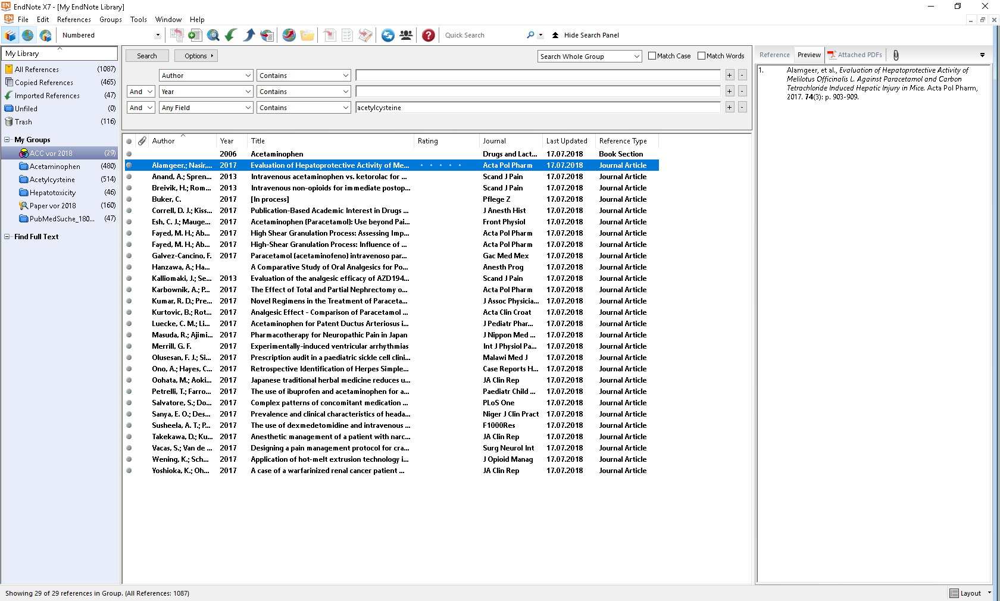 EndNote X7 - [My EndNote Library]
File Edit References Groups Tools Window Help
Numbered Quick Search Hide Search Panel
My Library
All References (1087)
Copied References (465)
Imported References (47)
Unfiled (0)
Trash (116)
My Groups
ACC vor 2018 (29)
Acetaminophen (480)
Acetylcysteine (514)
Hepatotoxicity (46)
Paper vor 2018 (160)
PubMedSuche_180... (47)
Find Full Text
Search Options Search Whole Group Match Case Match Words
Author Contains + -
And Year Contains + -
And Any Field Contains acetylcysteine + -
Author Year Title Rating Journal Last Updated Reference Type
2006 Acetaminophen Drugs and Lact... 17.07.2018 Book Section
Alamgeer,; Nasir,... 2017 Evaluation of Hepatoprotective Activity of Me... Acta Pol Pharm 17.07.2018 Journal Article
Anand, A.; Spren... 2013 Intravenous acetaminophen vs. ketorolac for ... Scand J Pain 17.07.2018 Journal Article
Breivik, H.; Rom... 2013 Intravenous non-opioids for immediate postop... Scand J Pain 17.07.2018 Journal Article
Buker, C. 2017 [In process] Pflege Z 17.07.2018 Journal Article
Correll, D. J.; Kiss... 2017 Publication-Based Academic Interest in Drugs ... J Anesth Hist 17.07.2018 Journal Article
Esh, C. J.; Mauge... 2017 Acetaminophen (Paracetamol): Use beyond Pai... Front Physiol 17.07.2018 Journal Article
Fayed, M. H.; Ab... 2017 High Shear Granulation Process: Assessing Imp... Acta Pol Pharm 17.07.2018 Journal Article
Fayed, M. H.; Ab... 2017 High-Shear Granulation Process: Influence of ... Acta Pol Pharm 17.07.2018 Journal Article
Galvez-Cancino, F. 2017 Paracetamol (acetaminofeno) intravenoso par... Gac Med Mex 17.07.2018 Journal Article
Hanzawa, A.; Ha... A Comparative Study of Oral Analgesics for Po... Anesth Prog 17.07.2018 Journal Article
Kalliomaki, J.; Se... 2013 Evaluation of the analgesic efficacy of AZD194... Scand J Pain 17.07.2018 Journal Article
Karbownik, A.; P... 2017 The Effect of Total and Partial Nephrectomy o... Acta Pol Pharm 17.07.2018 Journal Article
Kumar, R. D.; Pre... 2017 Novel Regimens in the Treatment of Paraceta... J Assoc Physicia... 17.07.2018 Journal Article
Kurtovic, B.; Rot... 2017 Analgesic Effect - Comparison of Paracetamol ... Acta Clin Croat 17.07.2018 Journal Article
Luecke, C. M.; Li... 2017 Acetaminophen for Patent Ductus Arteriosus i... J Pediatr Phar... 17.07.2018 Journal Article
Masuda, R.; Ajimi... 2017 Pharmacotherapy for Neuropathic Pain in Japan J Nippon Med ... 17.07.2018 Journal Article
Merrill, G. F. 2017 Experimentally-induced ventricular arrhythmias Int J Physiol Pa... 17.07.2018 Journal Article
Olusesan, F. J.; Si... 2017 Prescription audit in a paediatric sickle cell clini... Malawi Med J 17.07.2018 Journal Article
Ono, A.; Hayes, C... 2017 Retrospective Identification of Herpes Simple... Case Reports H... 17.07.2018 Journal Article
Oohata, M.; Aoki... 2017 Japanese traditional herbal medicine reduces u... JA Clin Rep 17.07.2018 Journal Article
Petrelli, T.; Farro... 2017 The use of ibuprofen and acetaminophen for a... Paediatr Child ... 17.07.2018 Journal Article
Salvatore, S.; Do... 2017 Complex patterns of concomitant medication ... PLoS One 17.07.2018 Journal Article
Sanya, E. O.; Des... 2017 Prevalence and clinical characteristics of heada... Niger J Clin Pract 17.07.2018 Journal Article
Susheela, A. T.; P... 2017 The use of dexmedetomidine and intravenous ... F1000Res 17.07.2018 Journal Article
Takekawa, D.; Ku... 2017 Anesthetic management of a patient with narc... JA Clin Rep 17.07.2018 Journal Article
Vacas, S.; Van de ... 2017 Designing a pain management protocol for cra... Surg Neurol Int 17.07.2018 Journal Article
Wening, K.; Sch... 2017 Application of hot-melt extrusion technology i... J Opioid Manag 17.07.2018 Journal Article
Yoshioka, K.; Oh... 2017 A case of a warfarinized renal cancer patient ... JA Clin Rep 17.07.2018 Journal Article
Reference Preview Attached PDFs
1. Alamgeer, et al., Evaluation of Hepatoprotective Activity of
Melilotus Officinalis L. Against Paracetamol and Carbon
Tetrachloride Induced Hepatic Injury in Mice. Acta Pol Pharm,
2017. 74(3): p. 903-909.
Showing 29 of 29 references in Group. (All References: 1087)
Layout